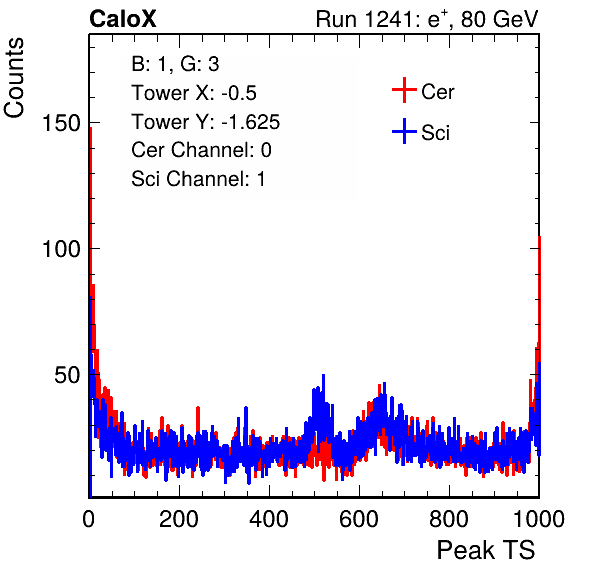 CaloX Run 1241: e⁺, 80 GeV
Counts
B: 1, G: 3
Tower X: -0.5
Tower Y: -1.625
Cer Channel: 0
Sci Channel: 1
Cer
Sci
150
100
50
0 200 400 600 800 1000
Peak TS